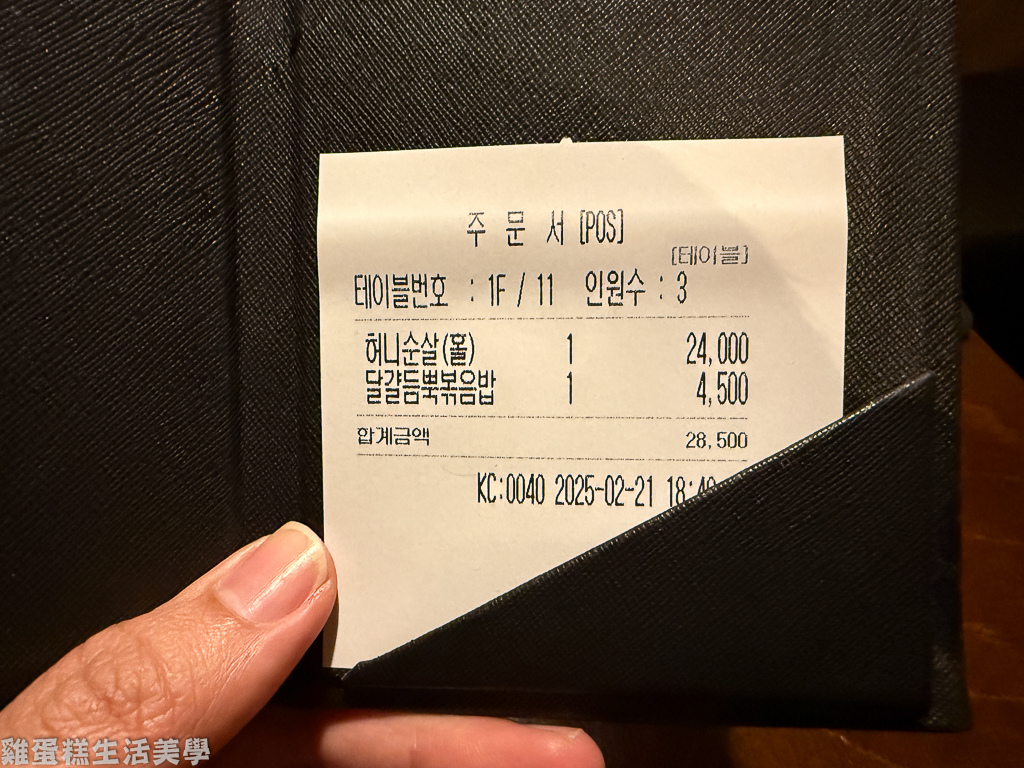 주 문 서 [POS]
[테이블]
테이블번호 : 1F / 11 인원수 : 3
허니순살(홀) 1 24,000
달걀듬뿍볶음밥 1 4,500
합계금액 28,500
KC:0040 2025-02-21 18:40
雞蛋糕生活美學